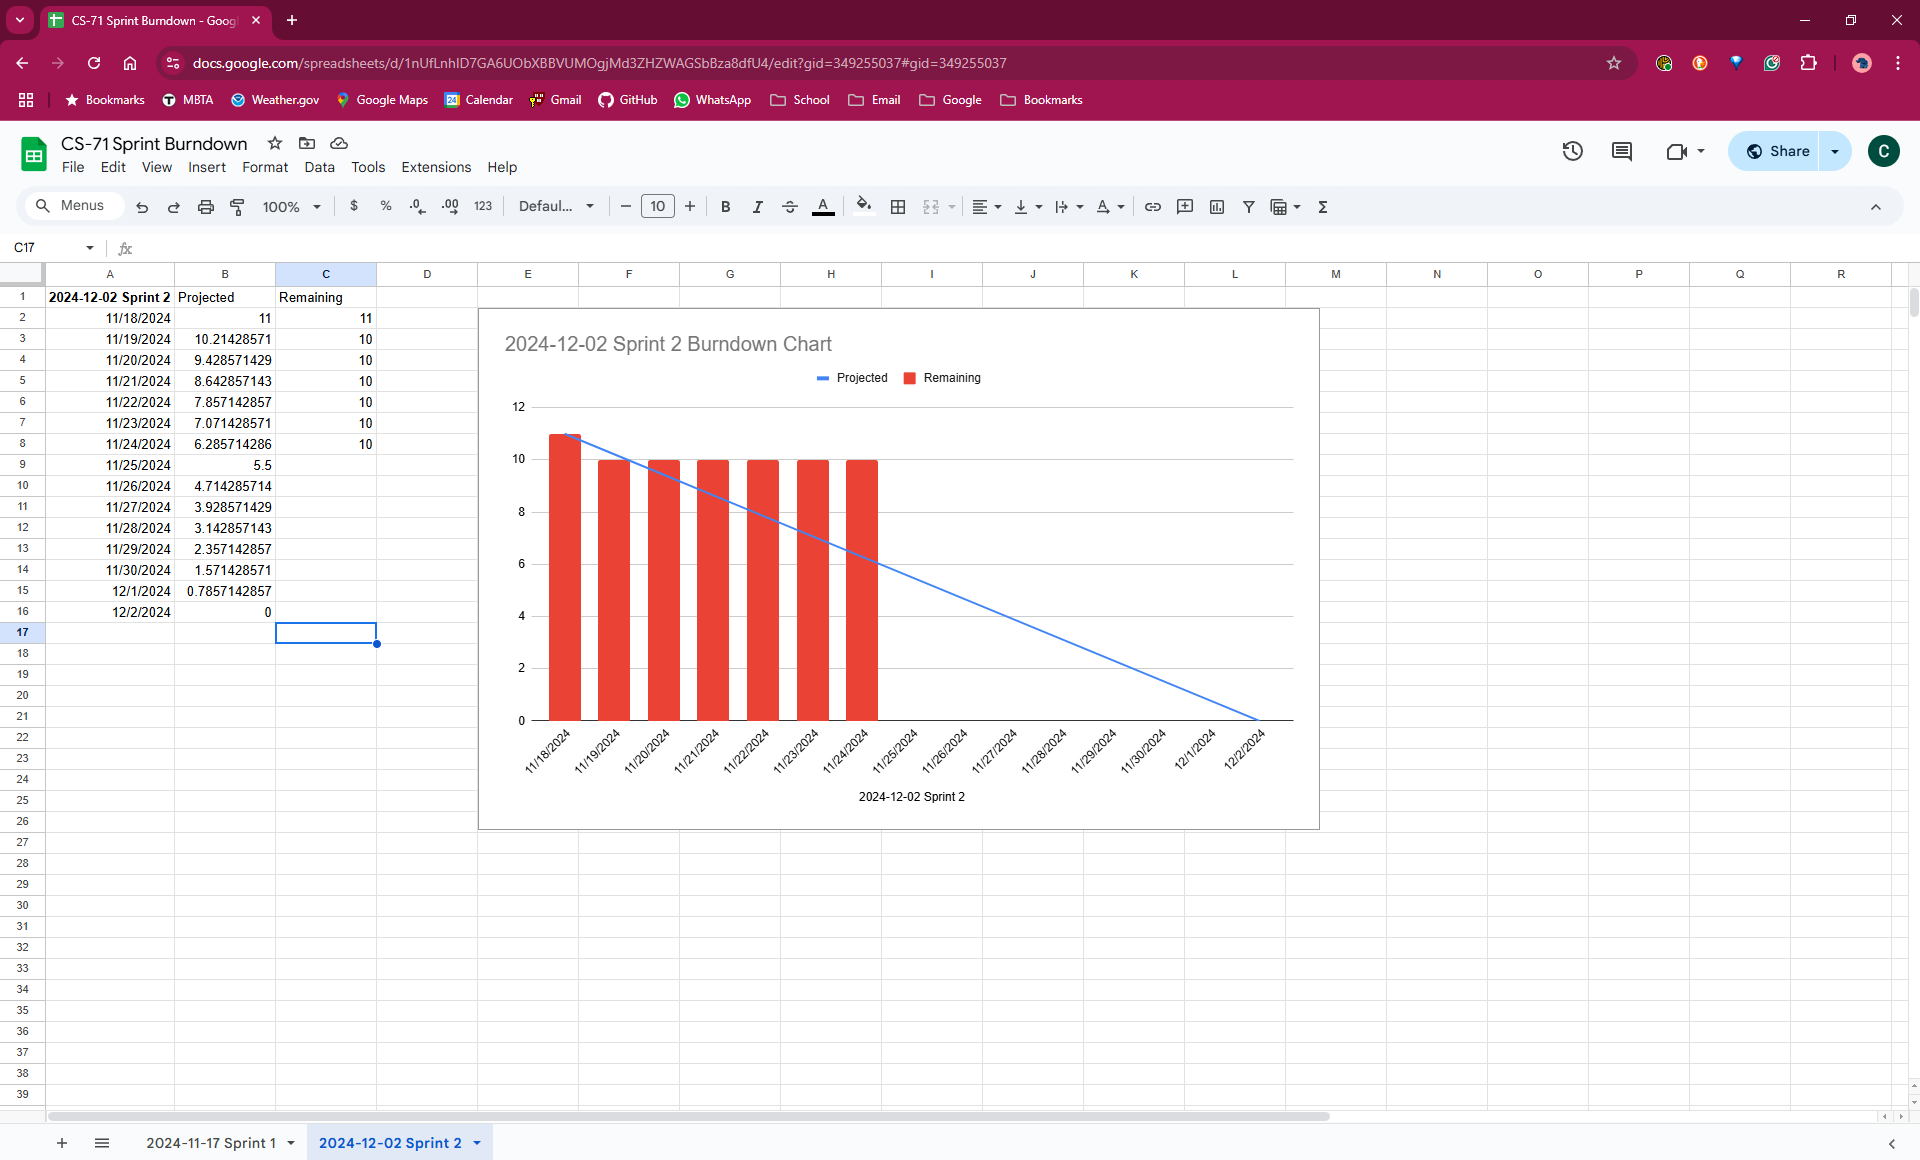 CS-71 Sprint Burndown - Goog
docs.google.com/spreadsheets/d/1nUfLnhlD7GA6UObXBBVUMOgjMd3ZHZWAGSbBza8dfU4/edit?gid=349255037#gid=349255037
Bookmarks MBTA Weather.gov Google Maps Calendar Gmail GitHub WhatsApp School Email Google Bookmarks
CS-71 Sprint Burndown
File Edit View Insert Format Data Tools Extensions Help
Share
C
Menus 100% $ % .0 .00 123 Defaul... 10 B I A
C17 fx
A B C D E F G H I J K L M N O P Q R
1 2024-12-02 Sprint 2 Projected Remaining
2 11/18/2024 11 11
3 11/19/2024 10.21428571 10
4 11/20/2024 9.428571429 10
5 11/21/2024 8.642857143 10
6 11/22/2024 7.857142857 10
7 11/23/2024 7.071428571 10
8 11/24/2024 6.285714286 10
9 11/25/2024 5.5
10 11/26/2024 4.714285714
11 11/27/2024 3.928571429
12 11/28/2024 3.142857143
13 11/29/2024 2.357142857
14 11/30/2024 1.571428571
15 12/1/2024 0.7857142857
16 12/2/2024 0
17
18
19
20
21
22
23
24
25
26
27
28
29
30
31
32
33
34
35
36
37
38
39
2024-12-02 Sprint 2 Burndown Chart
Projected Remaining
12
10
8
6
4
2
0
11/18/2024 11/19/2024 11/20/2024 11/21/2024 11/22/2024 11/23/2024 11/24/2024 11/25/2024 11/26/2024 11/27/2024 11/28/2024 11/29/2024 11/30/2024 12/1/2024 12/2/2024
2024-12-02 Sprint 2
2024-11-17 Sprint 1 2024-12-02 Sprint 2